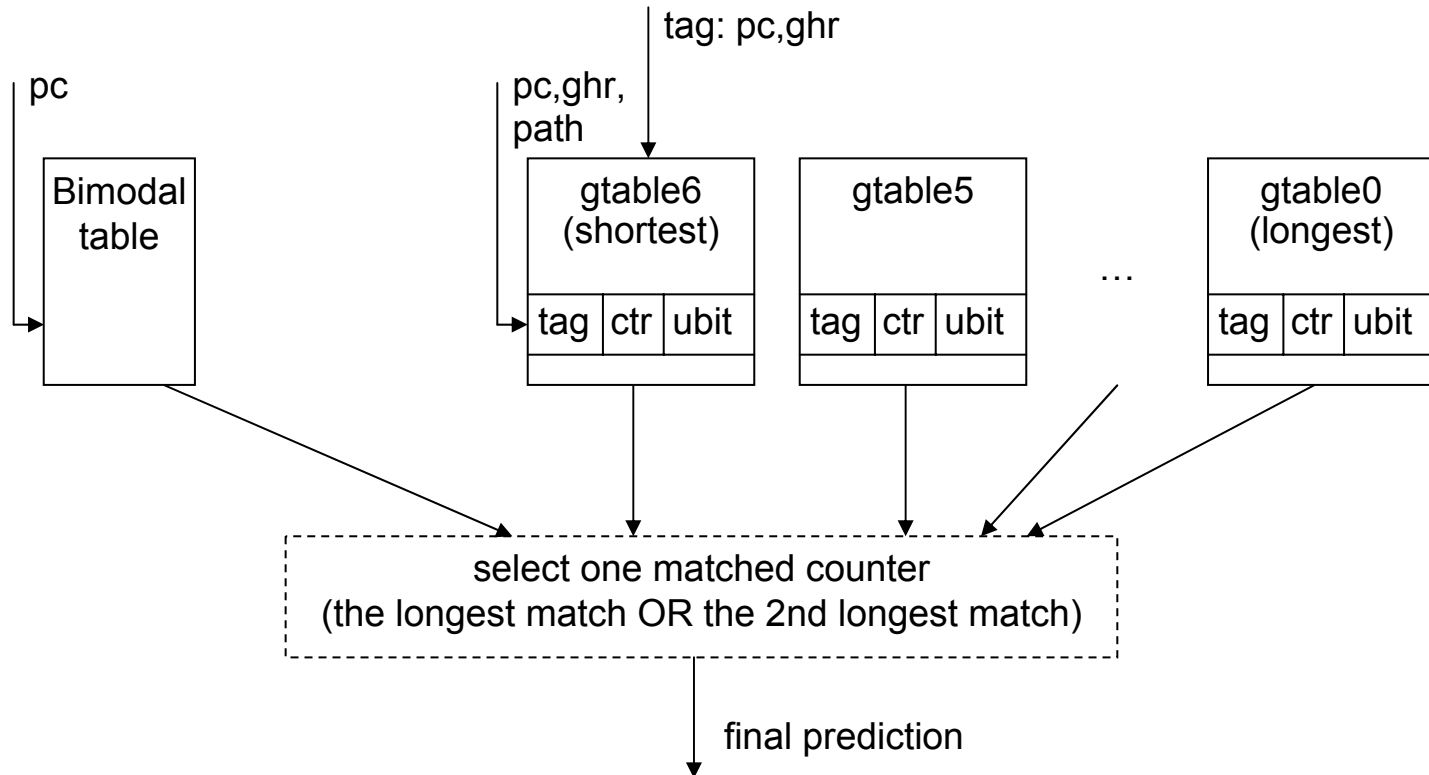 tag: pc,ghr
pc
pc,ghr,
path
Bimodal
table
gtable6
(shortest)
gtable5
gtable0
(longest)
...
tag ctr ubit
tag ctr ubit
tag ctr ubit
select one matched counter
(the longest match OR the 2nd longest match)
final prediction